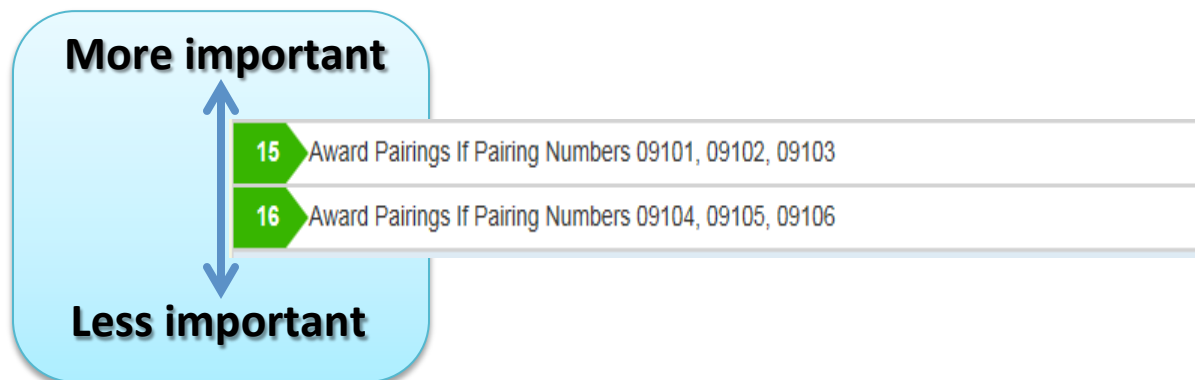 More important
15 Award Pairings If Pairing Numbers 09101, 09102, 09103
16 Award Pairings If Pairing Numbers 09104, 09105, 09106
Less important